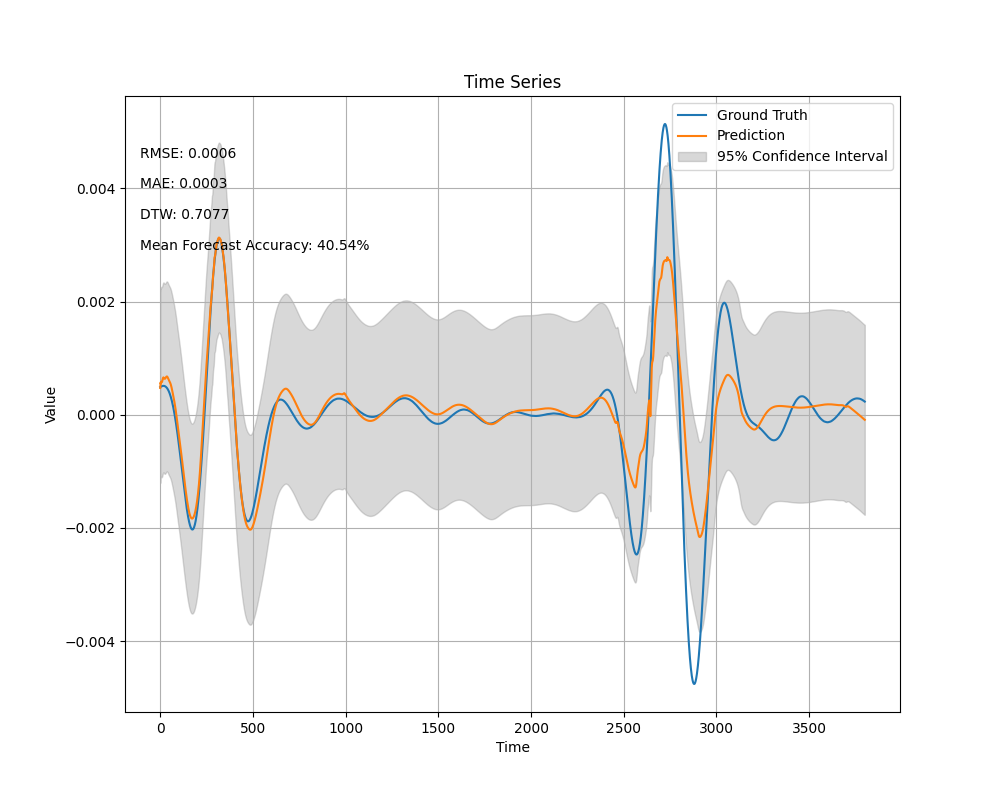 Time Series
Ground Truth
Prediction
95% Confidence Interval
RMSE: 0.0006
MAE: 0.0003
DTW: 0.7077
Mean Forecast Accuracy: 40.54%
0.004
0.002
0.000
−0.002
−0.004
Value
0 500 1000 1500 2000 2500 3000 3500
Time